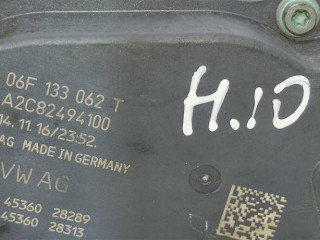 06F 133 062 T
A2C82494100
14.11.16/23:52
AG MADE IN GERMANY
VW AG
45360 28289
45360 28313
H.10